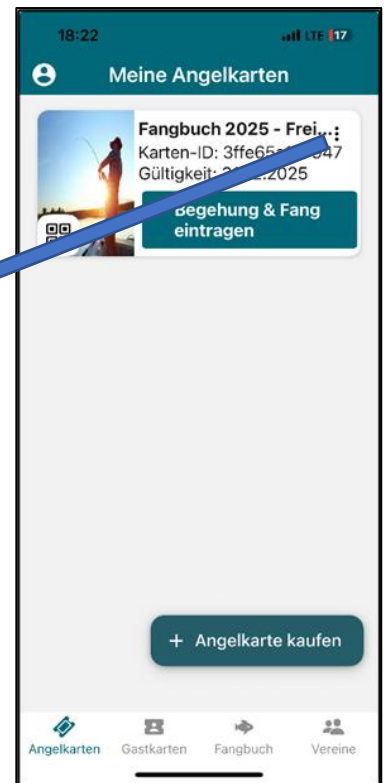 18:22 LTE 17
Meine Angelkarten
Fangbuch 2025 - Frei...
Karten-ID: 3ffe65
Gültigkeit: 2025
Begehung & Fang
eintragen
+ Angelkarte kaufen
Angelkarten Gastkarten Fangbuch Vereine